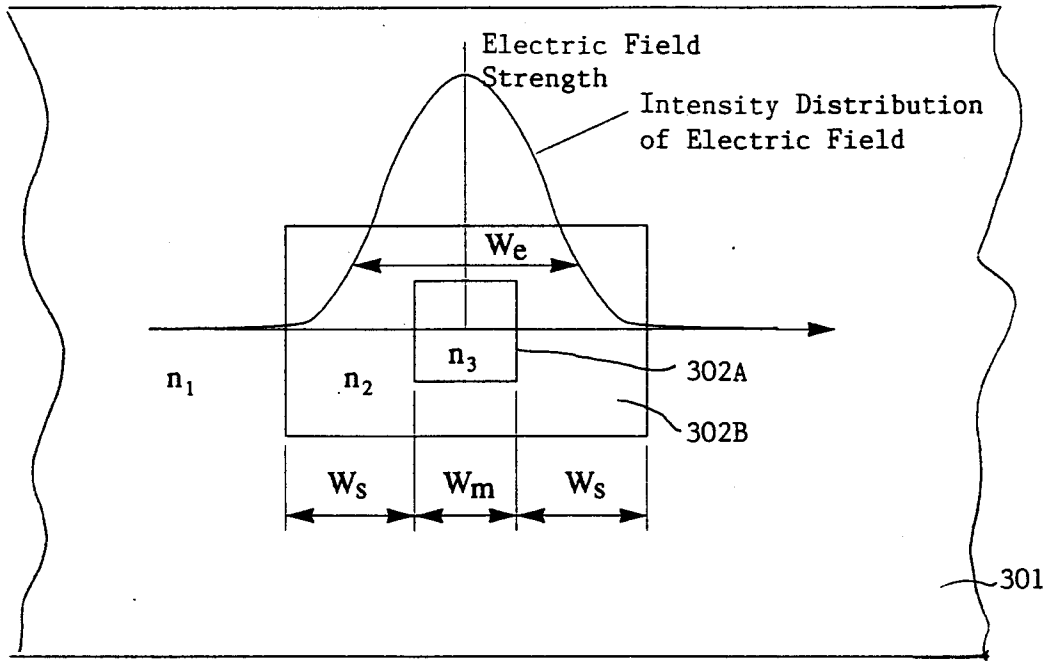 Electric Field
Strength
Intensity Distribution
of Electric Field
We
n3
302A
n1
n2
302B
Ws
Wm
Ws
301